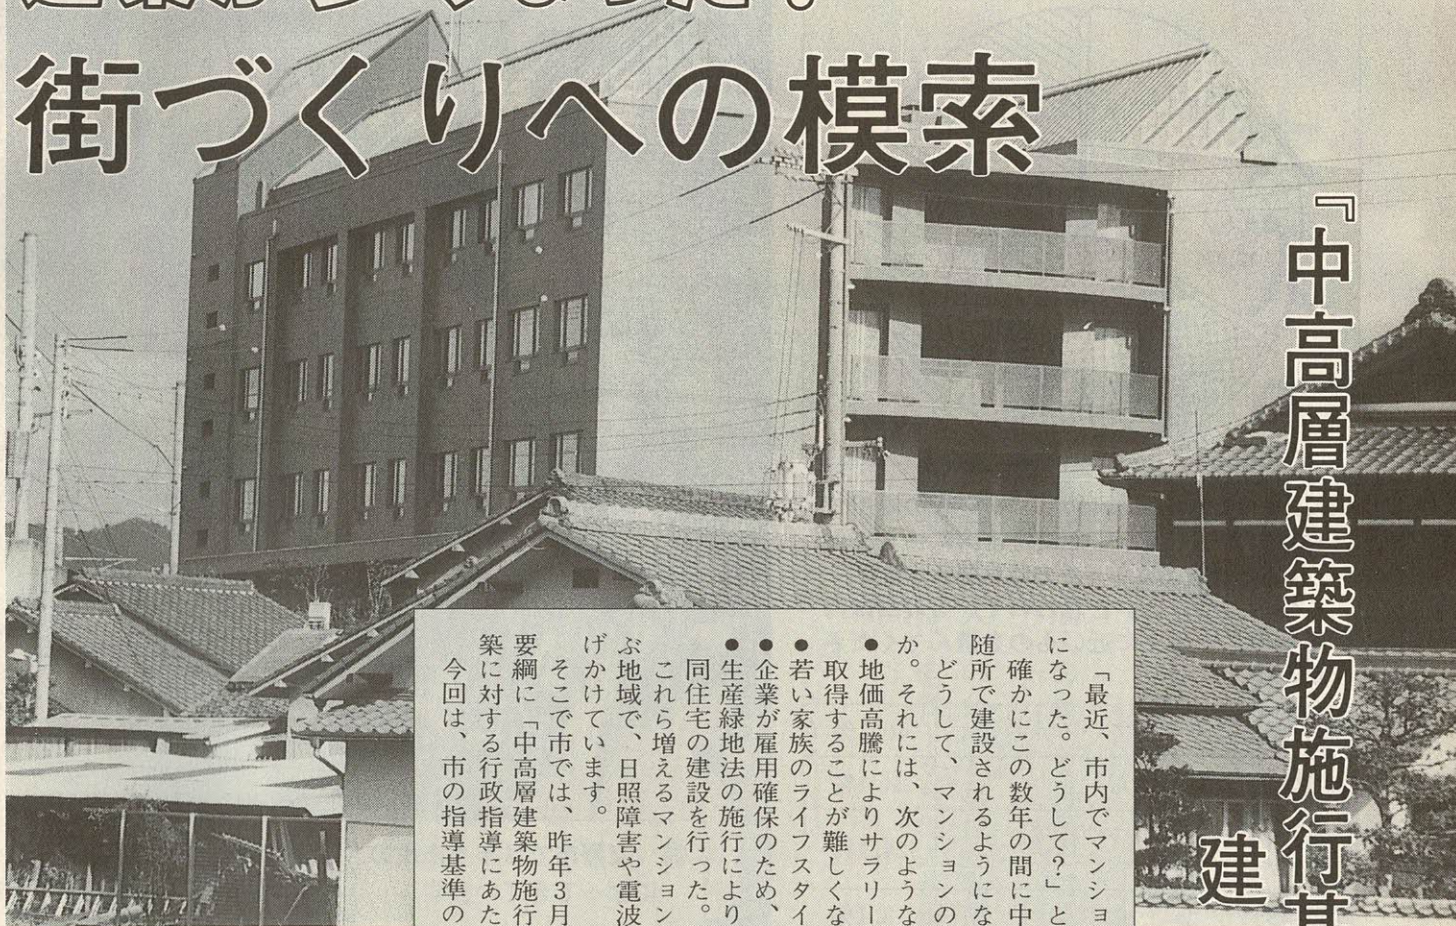 街づくりへの模索
『中高層建築物施行基
建
「最近、市内でマンショ
になった。どうして?」と
確かにこの数年の間に中
随所で建設されるようにな
どうして、マンションの
か。それには、次のような
●地価高騰によりサラリー
取得することが難しくな
●若い家族のライフスタイ
●企業が雇用確保のため、
●生産緑地法の施行により
同住宅の建設を行った。
これら増えるマンション
ぶ地域で、日照障害や電波
げかけています。
そこで市では、昨年3月
要綱に「中高層建築物施行
築に対する行政指導にあた
今回は、市の指導基準の